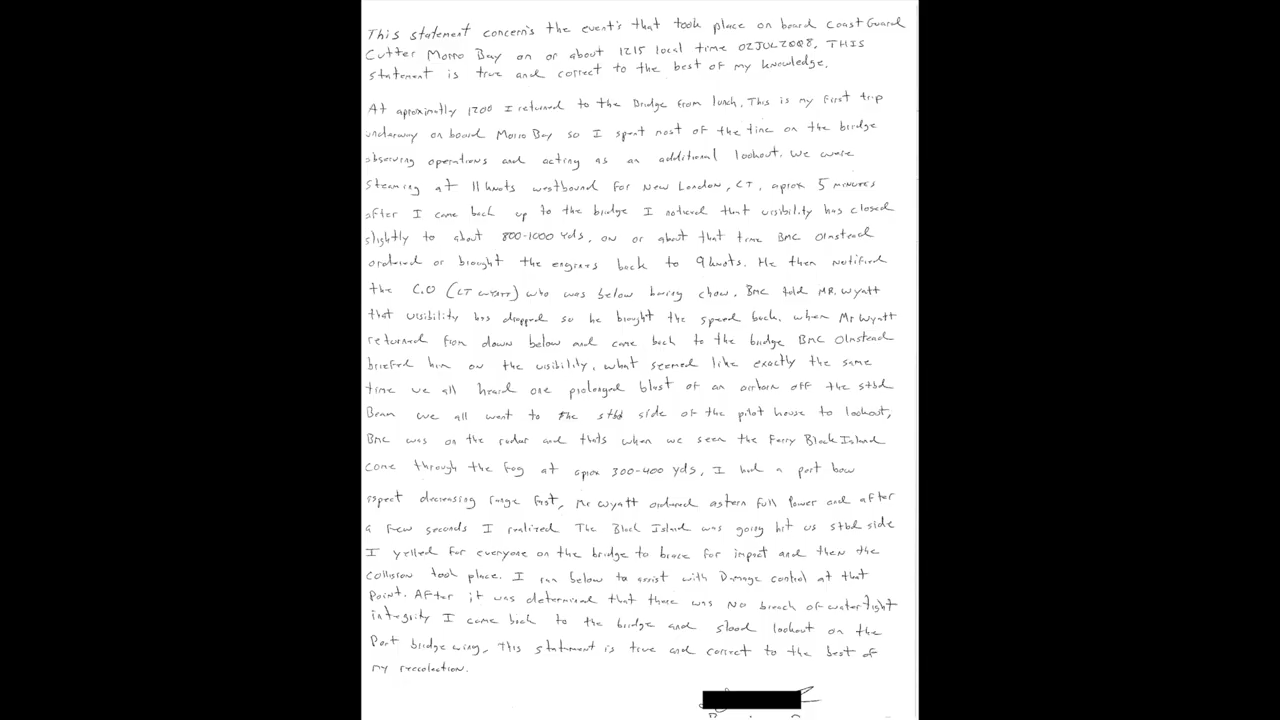 This statement concerns the event's that took place on board Coast Guard
Cutter Morro Bay on or about 1215 local time 02JUL2008. THIS
statement is true and correct to the best of my knowledge.
At aproximatly 1200 I returned to the Bridge from lunch. This is my first trip
underway on board Morro Bay so I spent most of the time on the bridge
observing operations and acting as an additional lookout. We were
steaming at 11 knots westbound for New London, CT. aprox 5 minutes
after I came back up to the bridge I noticed that visibility has closed
slightly to about 800-1000 yds. on or about that time BMC Olmstead
ordered or brought the engines back to 9 knots. He then notified
the C.O (LT WYATT) who was below having chow. BMC told MR. Wyatt
that visibility has dropped so he brought the speed back. when Mr Wyatt
returned from down below and came back to the bridge BMC Olmstead
briefed him on the visibility. what seemed like exactly the same
time we all heard one prolonged blast of an airhorn off the stbd
Beam we all went to the stbd side of the pilot house to lookout,
BMC was on the radar and thats when we seen the Ferry Block Island
come through the fog at aprox 300-400 yds, I had a port bow
aspect decreasing range fast, Mr Wyatt ordered astern full power and after
a few seconds I realized The Block Island was going hit us stbd side
I yelled for everyone on the bridge to brace for impact and then the
Collision took place. I ran below to assist with Damage control at that
Point. After it was determined that there was No breach of watertight
integrity I came back to the bridge and stood lookout on the
Port bridge wing. This statement is true and correct to the best of
my recolection.